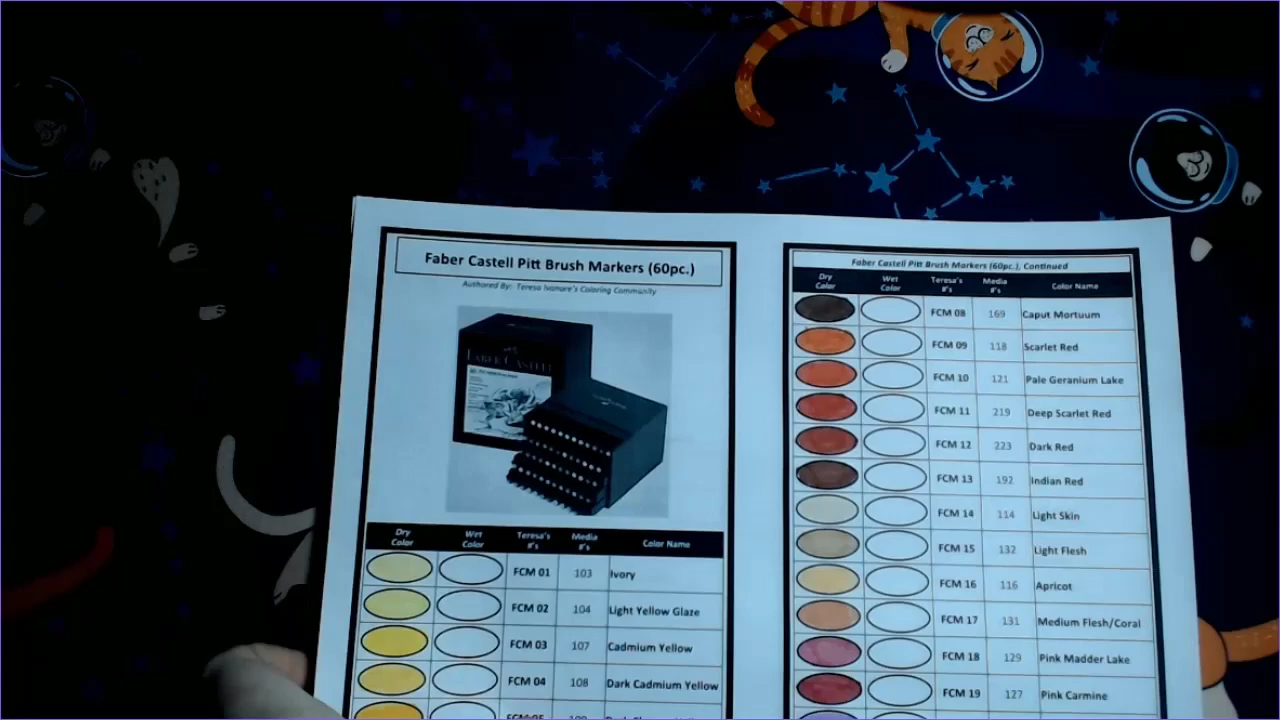 Faber Castell Pitt Brush Markers (60pc.)
Authored By: Teresa Ivanore's Coloring Community
FABER CASTELL
Dry Color Wet Color Teresa's #'s Media #'s Color Name
FCM 01 103 Ivory
FCM 02 104 Light Yellow Glaze
FCM 03 107 Cadmium Yellow
FCM 04 108 Dark Cadmium Yellow
FCM 05 109
Faber Castell Pitt Brush Markers (60pc.), Continued
Dry Color Wet Color Teresa's #'s Media #'s Color Name
FCM 08 169 Caput Mortuum
FCM 09 118 Scarlet Red
FCM 10 121 Pale Geranium Lake
FCM 11 219 Deep Scarlet Red
FCM 12 223 Dark Red
FCM 13 192 Indian Red
FCM 14 114 Light Skin
FCM 15 132 Light Flesh
FCM 16 116 Apricot
FCM 17 131 Medium Flesh/Coral
FCM 18 129 Pink Madder Lake
FCM 19 127 Pink Carmine